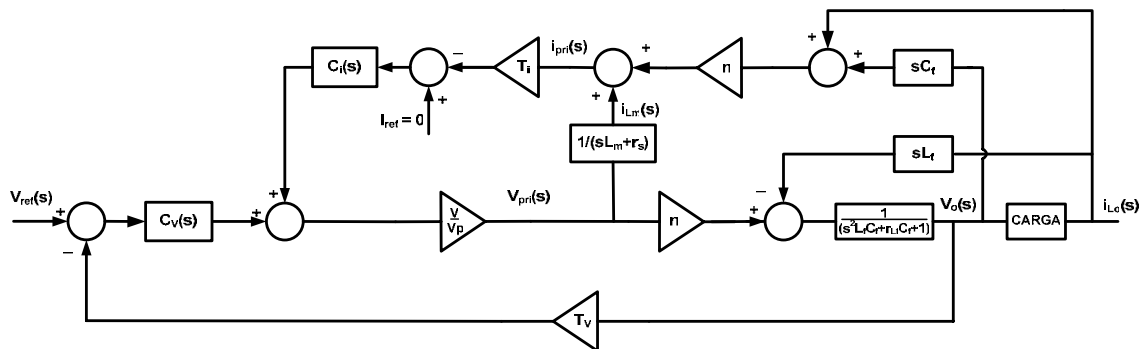 +
i_pri(s)
+
+
C_i(s)
−
T_i
+
n
+
sC_f
+
+
i_Lm(s)
I_ref = 0
1/(sL_m+r_s)
sL_f
V_ref(s)
+
−
V_pri(s)
V_o(s)
i_Lo(s)
+
C_V(s)
+
V
Vp
n
+
1
(s²L_fC_f+r_LfC_f+1)
CARGA
−
T_V